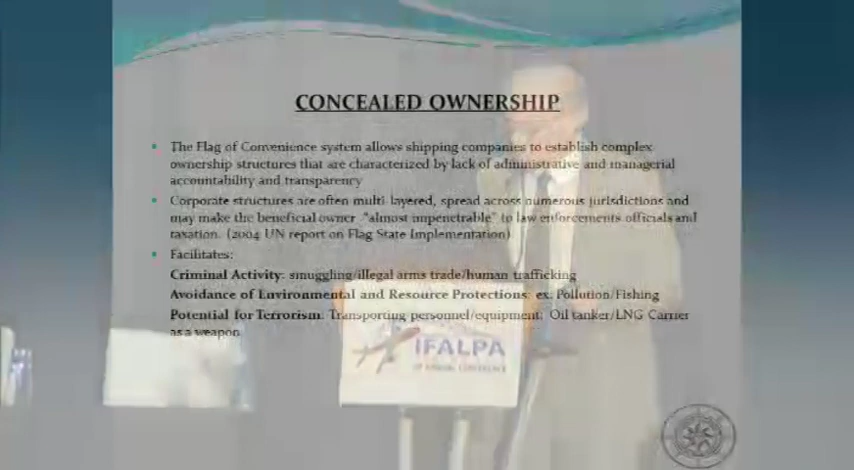 CONCEALED OWNERSHIP
The Flag of Convenience system allows shipping companies to establish complex
ownership structures that are characterized by lack of administrative and managerial
accountability and transparency
Corporate structures are often multi-layered, spread across numerous jurisdictions and
may make the beneficial owner "almost impenetrable" to law enforcements officials and
taxation. (2004 UN report on Flag State Implementation)
Facilitates:
Criminal Activity: smuggling/illegal arms trade/human trafficking
Avoidance of Environmental and Resource Protections: ex. Pollution/Fishing
Potential for Terrorism: Transporting personnel/equipment; Oil tanker/LNG Carrier
as a weapon
IFALPA
ANNUAL CONFERENCE